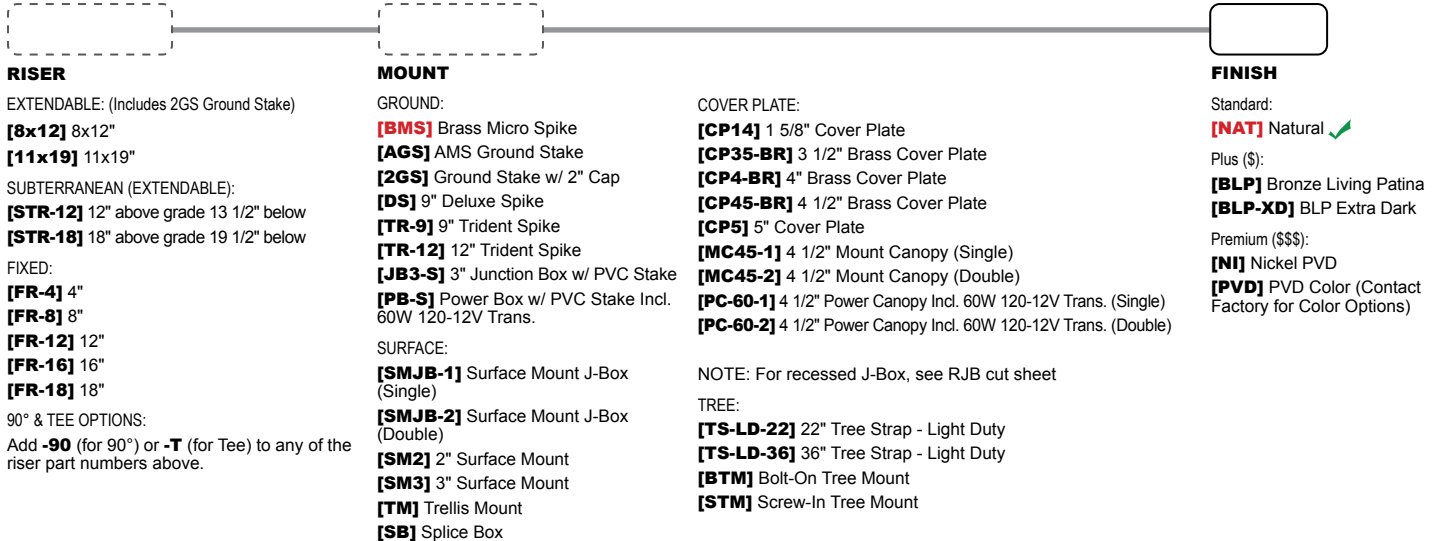 RISER
EXTENDABLE: (Includes 2GS Ground Stake)
[8x12] 8x12"
[11x19] 11x19"
SUBTERRANEAN (EXTENDABLE):
[STR-12] 12" above grade 13 1/2" below
[STR-18] 18" above grade 19 1/2" below
FIXED:
[FR-4] 4"
[FR-8] 8"
[FR-12] 12"
[FR-16] 16"
[FR-18] 18"
90° & TEE OPTIONS:
Add -90 (for 90°) or -T (for Tee) to any of the
riser part numbers above.
MOUNT
GROUND:
[BMS] Brass Micro Spike
[AGS] AMS Ground Stake
[2GS] Ground Stake w/ 2" Cap
[DS] 9" Deluxe Spike
[TR-9] 9" Trident Spike
[TR-12] 12" Trident Spike
[JB3-S] 3" Junction Box w/ PVC Stake
[PB-S] Power Box w/ PVC Stake Incl.
60W 120-12V Trans.
SURFACE:
[SMJB-1] Surface Mount J-Box
(Single)
[SMJB-2] Surface Mount J-Box
(Double)
[SM2] 2" Surface Mount
[SM3] 3" Surface Mount
[TM] Trellis Mount
[SB] Splice Box
COVER PLATE:
[CP14] 1 5/8" Cover Plate
[CP35-BR] 3 1/2" Brass Cover Plate
[CP4-BR] 4" Brass Cover Plate
[CP45-BR] 4 1/2" Brass Cover Plate
[CP5] 5" Cover Plate
[MC45-1] 4 1/2" Mount Canopy (Single)
[MC45-2] 4 1/2" Mount Canopy (Double)
[PC-60-1] 4 1/2" Power Canopy Incl. 60W 120-12V Trans. (Single)
[PC-60-2] 4 1/2" Power Canopy Incl. 60W 120-12V Trans. (Double)
NOTE: For recessed J-Box, see RJB cut sheet
TREE:
[TS-LD-22] 22" Tree Strap - Light Duty
[TS-LD-36] 36" Tree Strap - Light Duty
[BTM] Bolt-On Tree Mount
[STM] Screw-In Tree Mount
FINISH
Standard:
[NAT] Natural
Plus ($):
[BLP] Bronze Living Patina
[BLP-XD] BLP Extra Dark
Premium ($$$):
[NI] Nickel PVD
[PVD] PVD Color (Contact
Factory for Color Options)